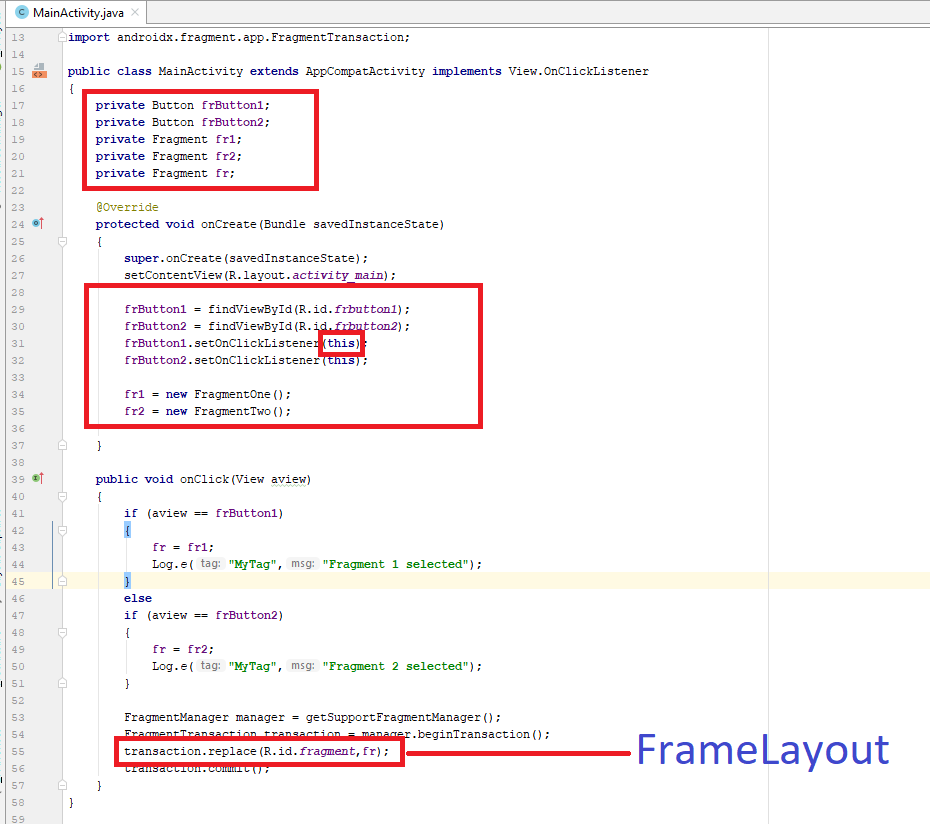 MainActivity.java
13 import androidx.fragment.app.FragmentTransaction;
14
15 public class MainActivity extends AppCompatActivity implements View.OnClickListener
16 {
17 private Button frButton1;
18 private Button frButton2;
19 private Fragment fr1;
20 private Fragment fr2;
21 private Fragment fr;
22
23 @Override
24 protected void onCreate(Bundle savedInstanceState)
25 {
26 super.onCreate(savedInstanceState);
27 setContentView(R.layout.activity_main);
28
29 frButton1 = findViewById(R.id.frbutton1);
30 frButton2 = findViewById(R.id.frbutton2);
31 frButton1.setOnClickListener(this);
32 frButton2.setOnClickListener(this);
33
34 fr1 = new FragmentOne();
35 fr2 = new FragmentTwo();
36
37 }
38
39 public void onClick(View aview)
40 {
41 if (aview == frButton1)
42 {
43 fr = fr1;
44 Log.e( tag: "MyTag", msg: "Fragment 1 selected");
45 }
46 else
47 if (aview == frButton2)
48 {
49 fr = fr2;
50 Log.e( tag: "MyTag", msg: "Fragment 2 selected");
51 }
52
53 FragmentManager manager = getSupportFragmentManager();
54 FragmentTransaction transaction = manager.beginTransaction();
55 transaction.replace(R.id.fragment,fr); FrameLayout
56 transaction.commit();
57 }
58 }
59